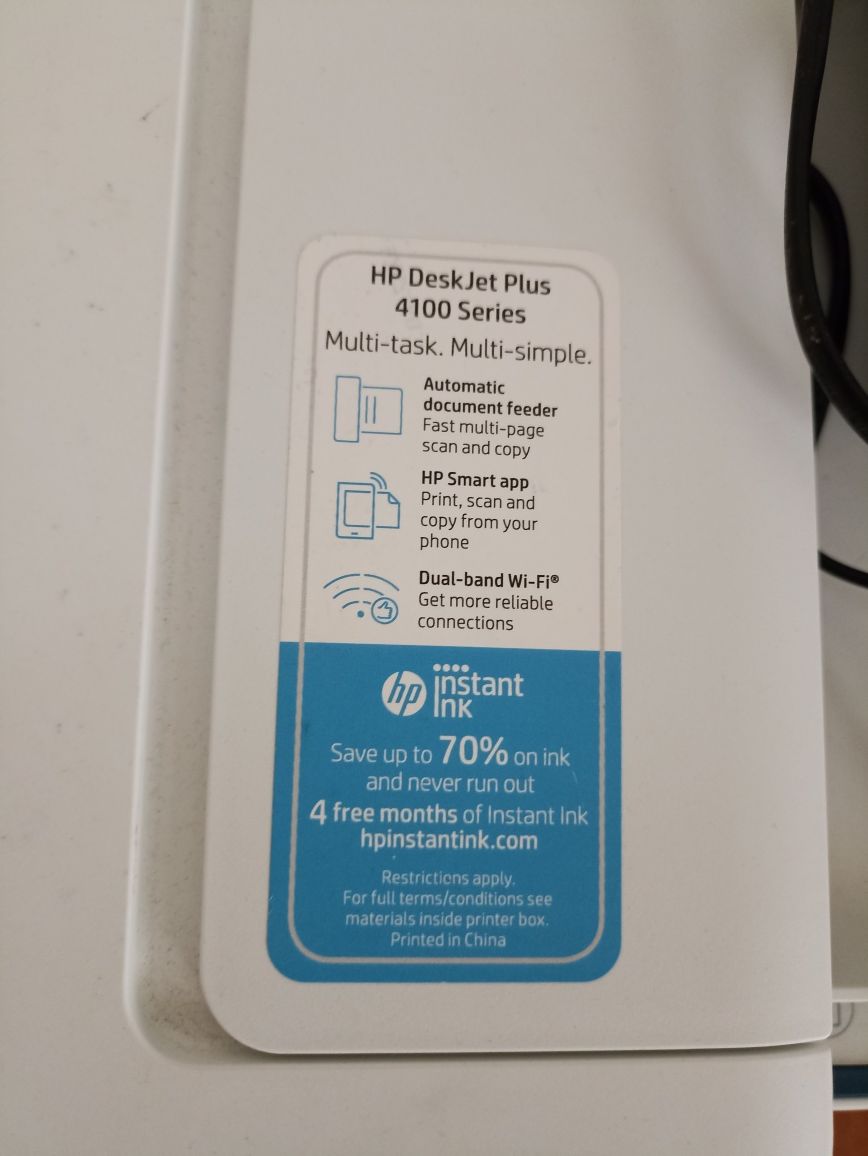 HP DeskJet Plus
4100 Series
Multi-task. Multi-simple.
Automatic
document feeder
Fast multi-page
scan and copy
HP Smart app
Print, scan and
copy from your
phone
Dual-band Wi-Fi®
Get more reliable
connections
hp instant
ink
Save up to 70% on ink
and never run out
4 free months of Instant Ink
hpinstantink.com
Restrictions apply.
For full terms/conditions see
materials inside printer box.
Printed in China